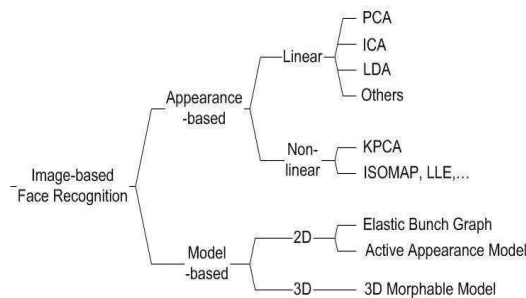 PCA
ICA
Linear
LDA
Appearance
-based
Others
Non-
linear
KPCA
ISOMAP, LLE,...
Image-based
Face Recognition
Elastic Bunch Graph
2D
Active Appearance Model
Model
-based
3D
3D Morphable Model